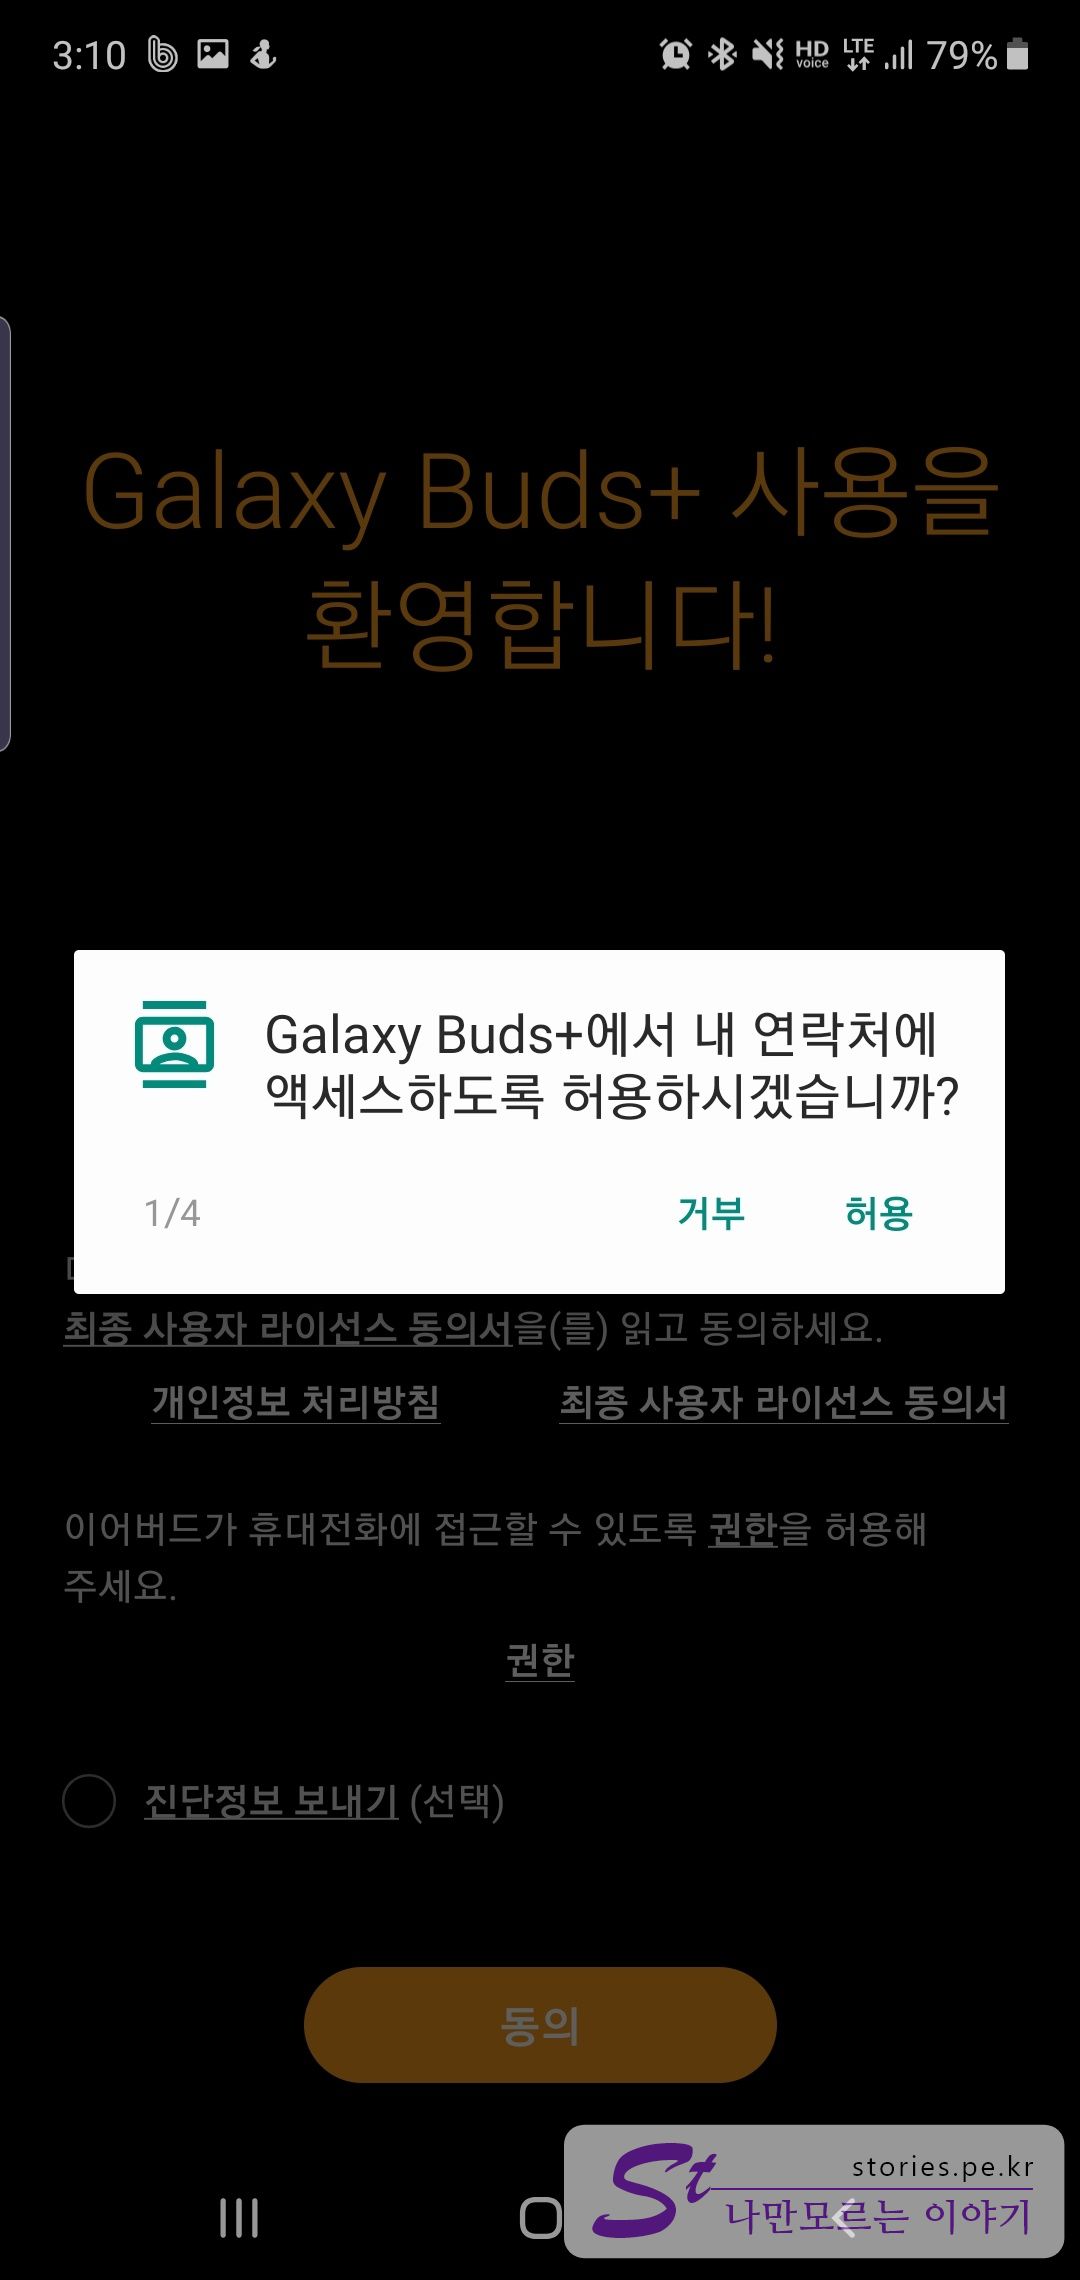 3:10
HD voice
LTE
79%
Galaxy Buds+ 사용을
환영합니다!
Galaxy Buds+에서 내 연락처에
액세스하도록 허용하시겠습니까?
1/4 거부 허용
최종 사용자 라이선스 동의서을(를) 읽고 동의하세요.
개인정보 처리방침 최종 사용자 라이선스 동의서
이어버드가 휴대전화에 접근할 수 있도록 권한을 허용해
주세요.
권한
진단정보 보내기 (선택)
동의
St
stories.pe.kr
나만모르는 이야기